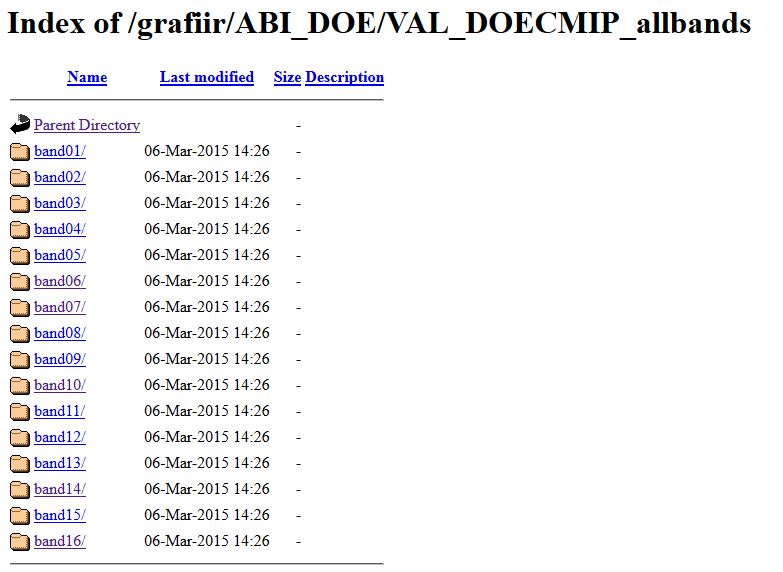 Index of /grafiir/ABI_DOE/VAL_DOECMIP_allbands
Name Last modified Size Description
Parent Directory -
band01/ 06-Mar-2015 14:26 -
band02/ 06-Mar-2015 14:26 -
band03/ 06-Mar-2015 14:26 -
band04/ 06-Mar-2015 14:26 -
band05/ 06-Mar-2015 14:26 -
band06/ 06-Mar-2015 14:26 -
band07/ 06-Mar-2015 14:26 -
band08/ 06-Mar-2015 14:26 -
band09/ 06-Mar-2015 14:26 -
band10/ 06-Mar-2015 14:26 -
band11/ 06-Mar-2015 14:26 -
band12/ 06-Mar-2015 14:26 -
band13/ 06-Mar-2015 14:26 -
band14/ 06-Mar-2015 14:26 -
band15/ 06-Mar-2015 14:26 -
band16/ 06-Mar-2015 14:26 -